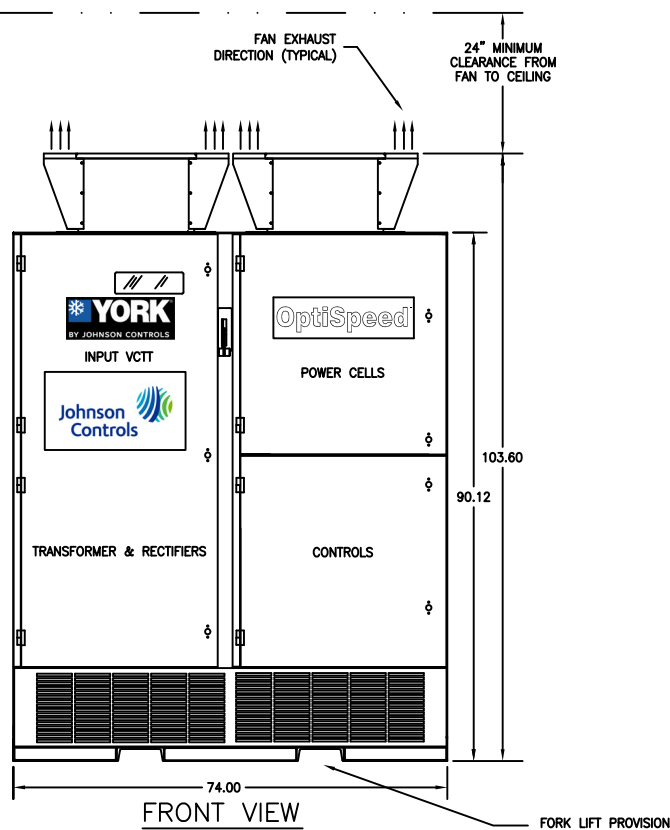 FAN EXHAUST
DIRECTION (TYPICAL)
24" MINIMUM
CLEARANCE FROM
FAN TO CEILING
YORK
BY JOHNSON CONTROLS
INPUT VCTT
OptiSpeed
POWER CELLS
Johnson
Controls
103.60
90.12
TRANSFORMER & RECTIFIERS
CONTROLS
74.00
FRONT VIEW
FORK LIFT PROVISION